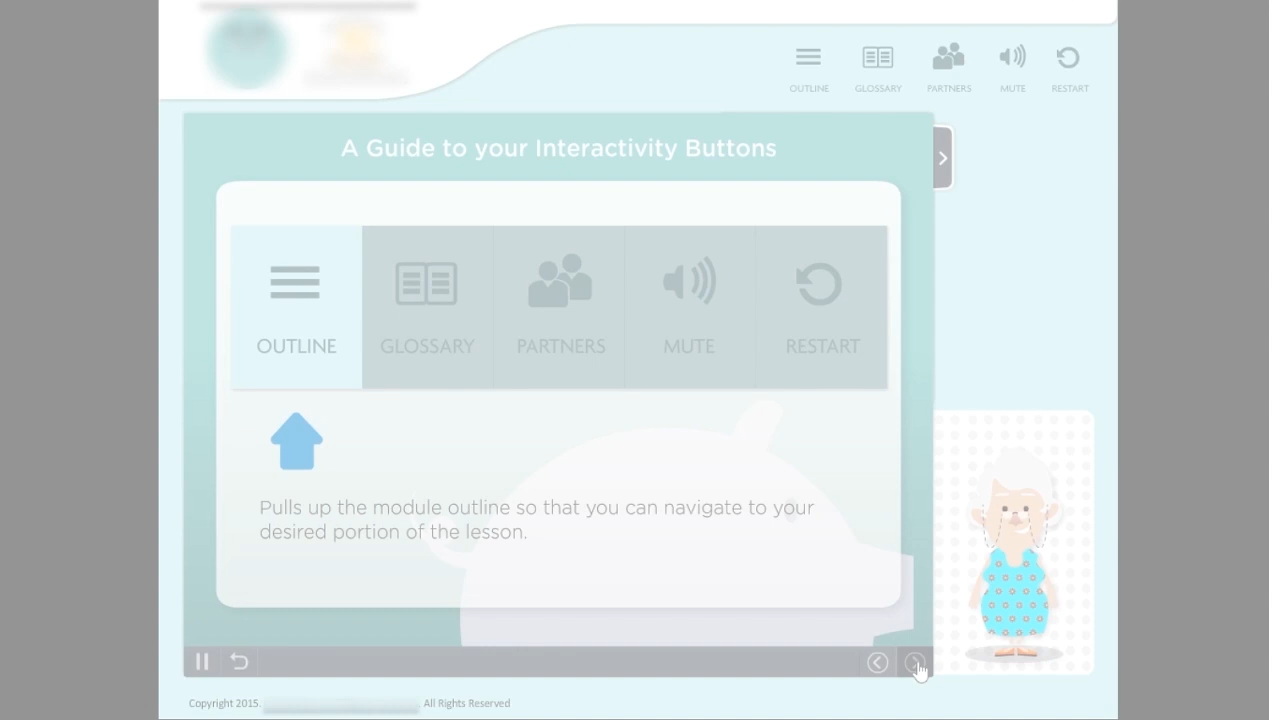 OUTLINE GLOSSARY PARTNERS MUTE RESTART
A Guide to your Interactivity Buttons
OUTLINE GLOSSARY PARTNERS MUTE RESTART
Pulls up the module outline so that you can navigate to your
desired portion of the lesson.
Copyright 2015. All Rights Reserved